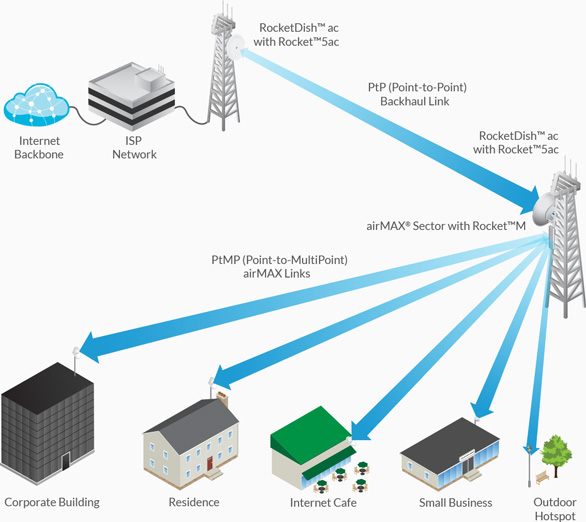 RocketDish™ ac
with Rocket™5ac
PtP (Point-to-Point)
Backhaul Link
Internet
Backbone
ISP
Network
RocketDish™ ac
with Rocket™5ac
airMAX® Sector with Rocket™M
PtMP (Point-to-MultiPoint)
airMAX Links
Corporate Building
Residence
Internet Cafe
Small Business
Outdoor
Hotspot